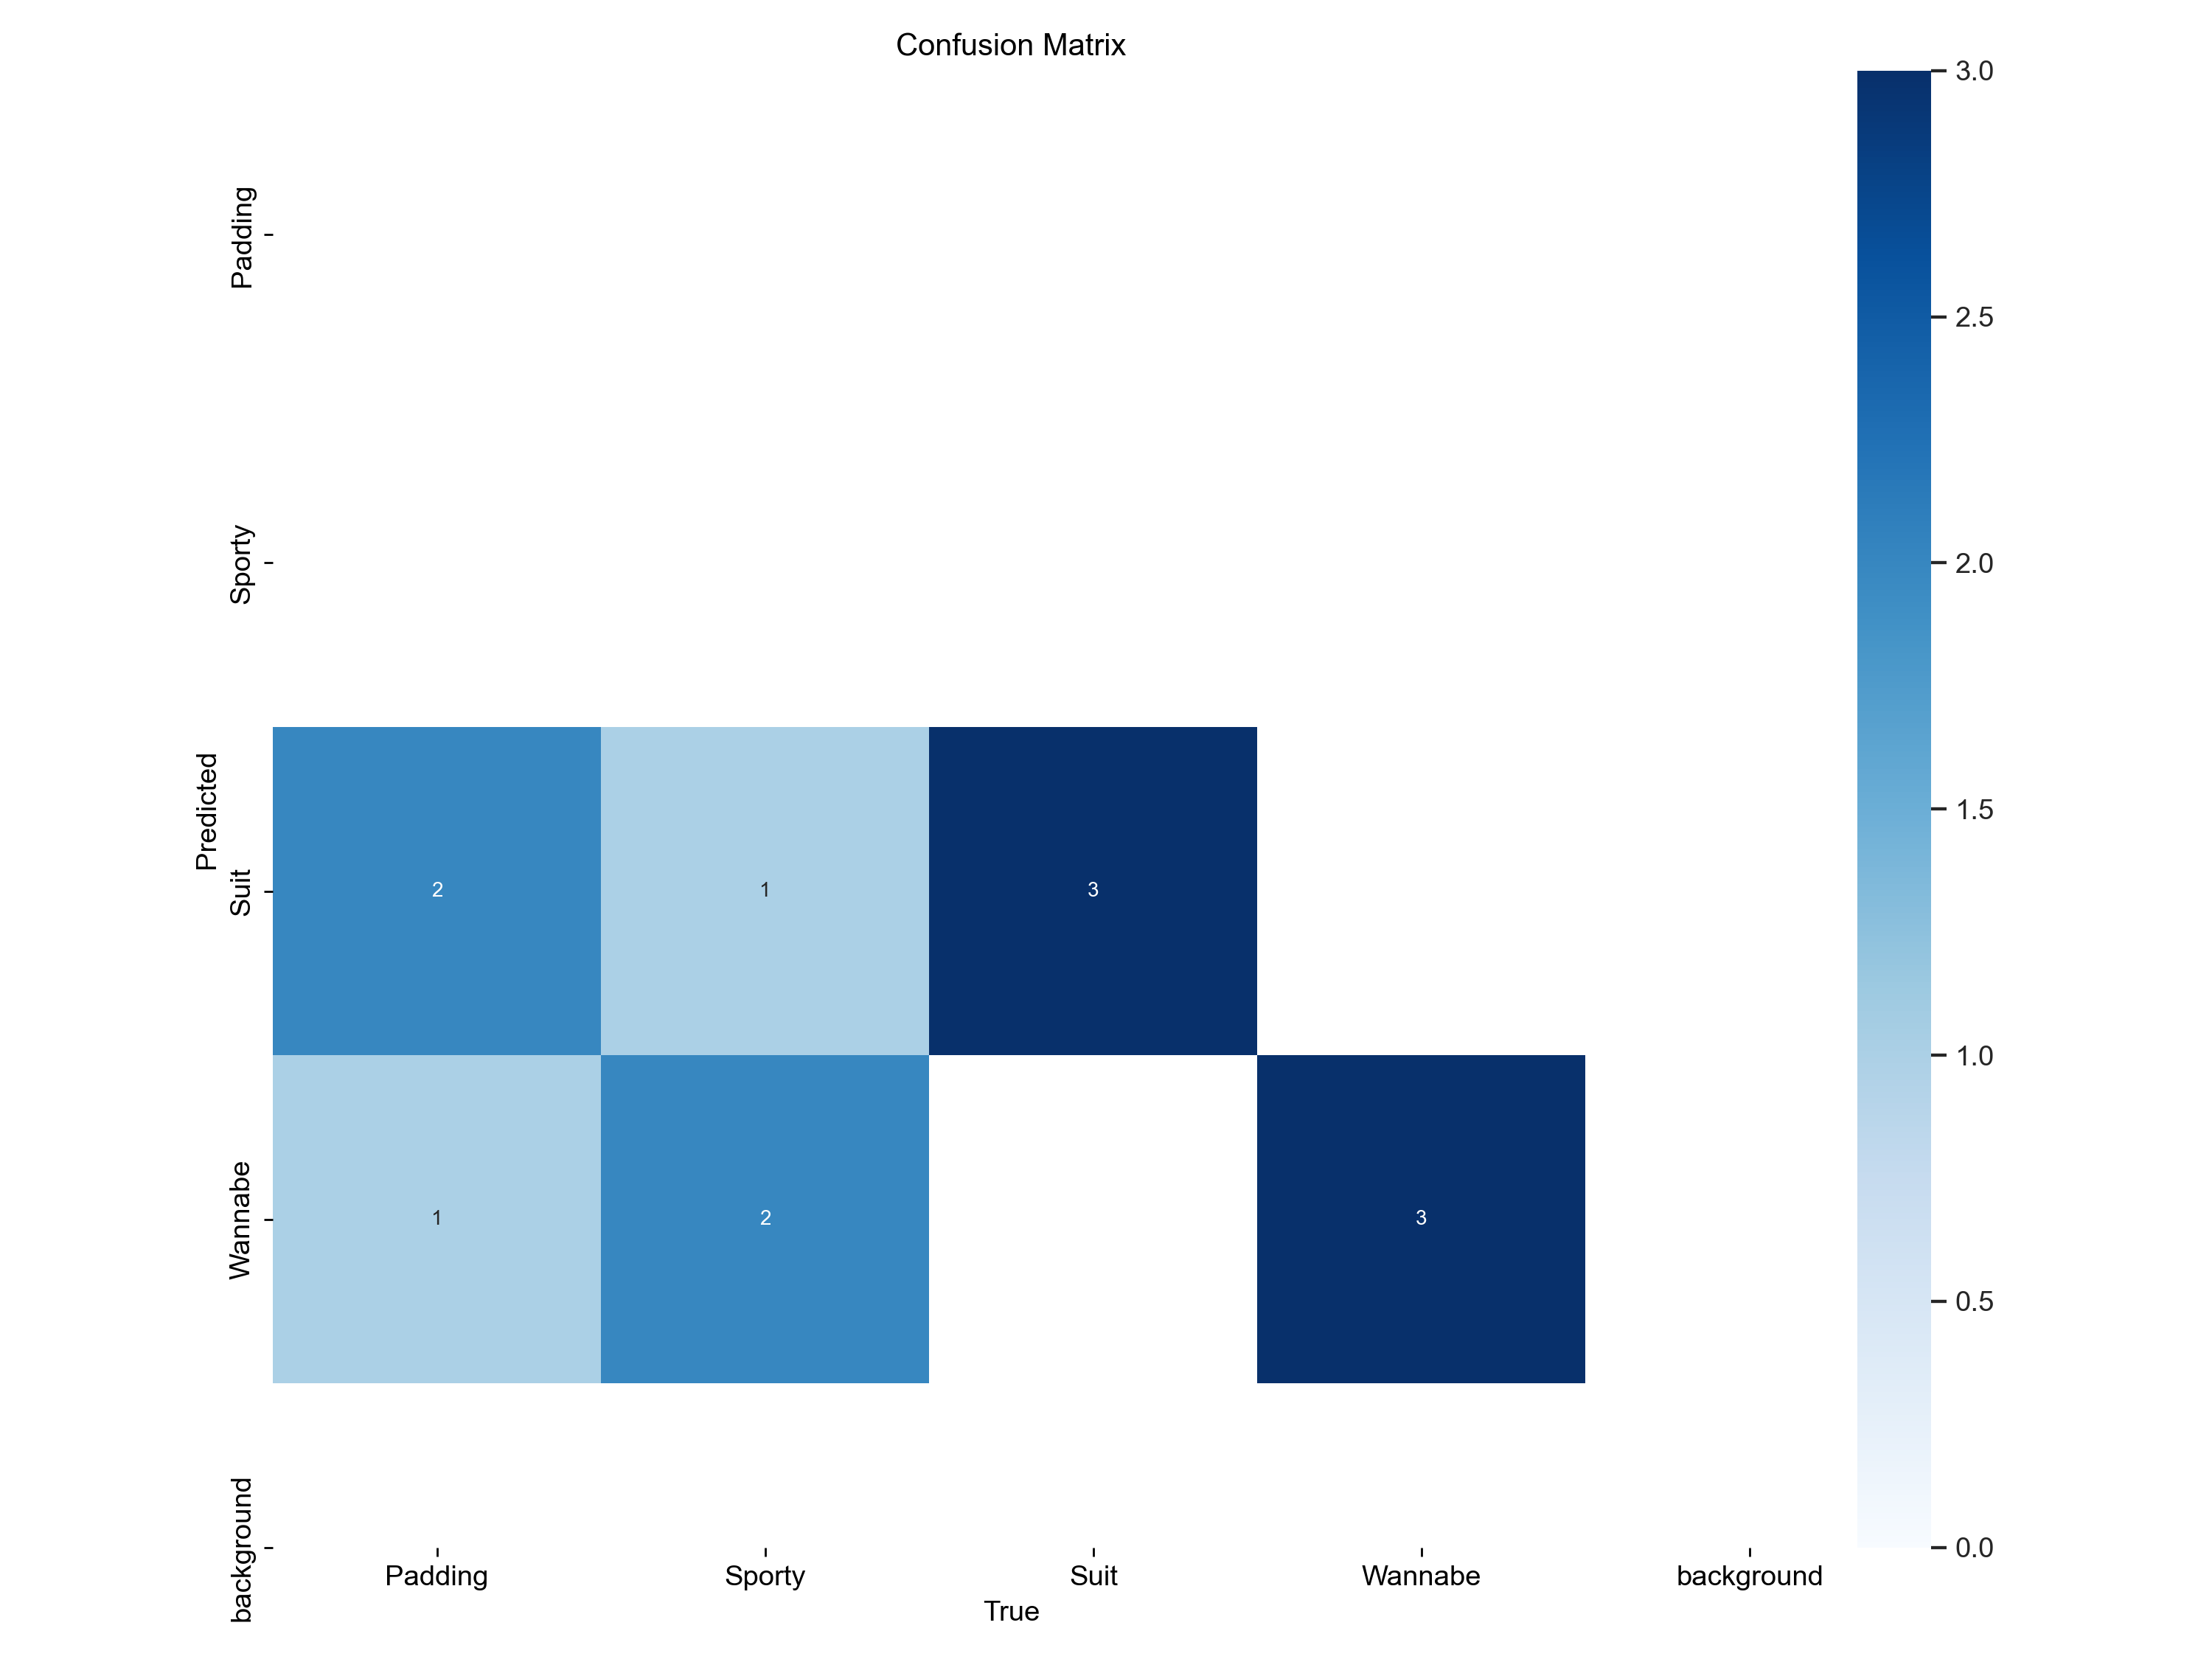 Confusion Matrix
Padding
Sporty
Suit
Wannabe
background
Predicted
2
1
3
1
2
3
Padding
Sporty
Suit
Wannabe
background
True
3.0
2.5
2.0
1.5
1.0
0.5
0.0